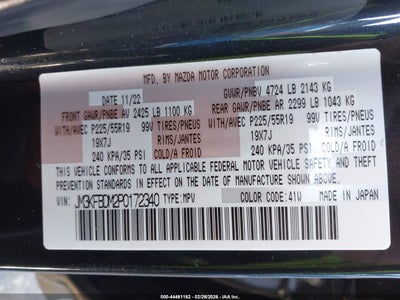 MFD. BY MAZDA MOTOR CORPORATION
DATE 11/22 GVWR/PNBV 4724 LB 2143 KG
FRONT GAWR/PNBE AV 2425 LB 1100 KG REAR GAWR/PNBE AR 2299 LB 1043 KG
WITH/AVEC P225/55R19 99V TIRES/PNEUS WITH/AVEC P225/55R19 99V TIRES/PNEUS
19X7J RIMS/JANTES 19X7J RIMS/JANTES
240 KPA/35 PSI COLD/A FROID 240 KPA/35 PSI COLD/A FROID
THIS VEHICLE CONFORMS TO ALL APPLICABLE FEDERAL MOTOR VEHICLE SAFETY, BUMPER AND THEFT PREVENTION STANDARDS IN EFFECT ON THE DATE OF MANUFACTURE SHOWN ABOVE.
JM3KFBDM2P0172340 TYPE:MPV COLOR CODE:41W MADE IN JAPAN
000-44461162 - 02/26/2026 - IAA Inc.